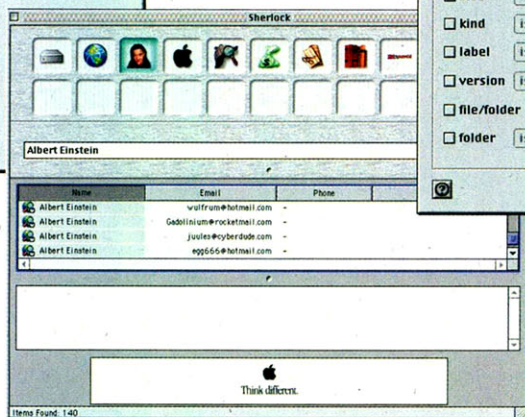 Sherlock
Albert Einstein
Name Email Phone
Albert Einstein wulfrum@hotmail.com -
Albert Einstein Gadolinium@rocketmail.com -
Albert Einstein juules@cyberdude.com -
Albert Einstein egg666@hotmail.com -
Think different.
Items Found: 140
kind
label
version
file/folder
folder